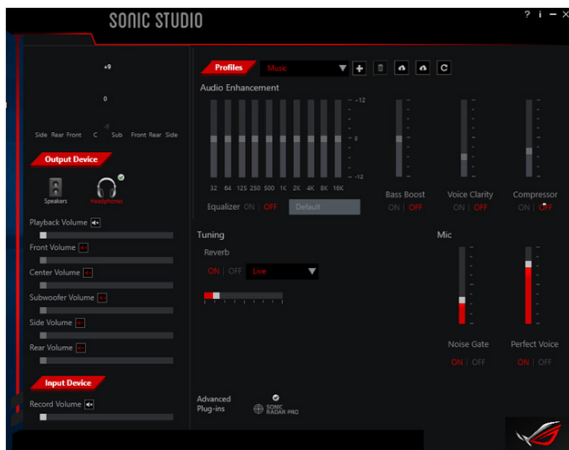 SONIC STUDIO
? i
+9
0
Side Rear Front C Sub Front Rear Side
Output Device
Speakers Headphones
Playback Volume
Front Volume
Center Volume
Subwoofer Volume
Side Volume
Rear Volume
Input Device
Record Volume
Profiles Music
Audio Enhancement
-12
0
-12
32 64 125 250 500 1K 2K 4K 8K 16K
Equalizer ON | OFF Default
Bass Boost Voice Clarity Compressor
ON | OFF ON | OFF ON | OFF
Tuning
Reverb
ON | OFF Live
Mic
Noise Gate Perfect Voice
ON | OFF ON | OFF
Advanced
Plug-ins
SONIC
RADAR PRO